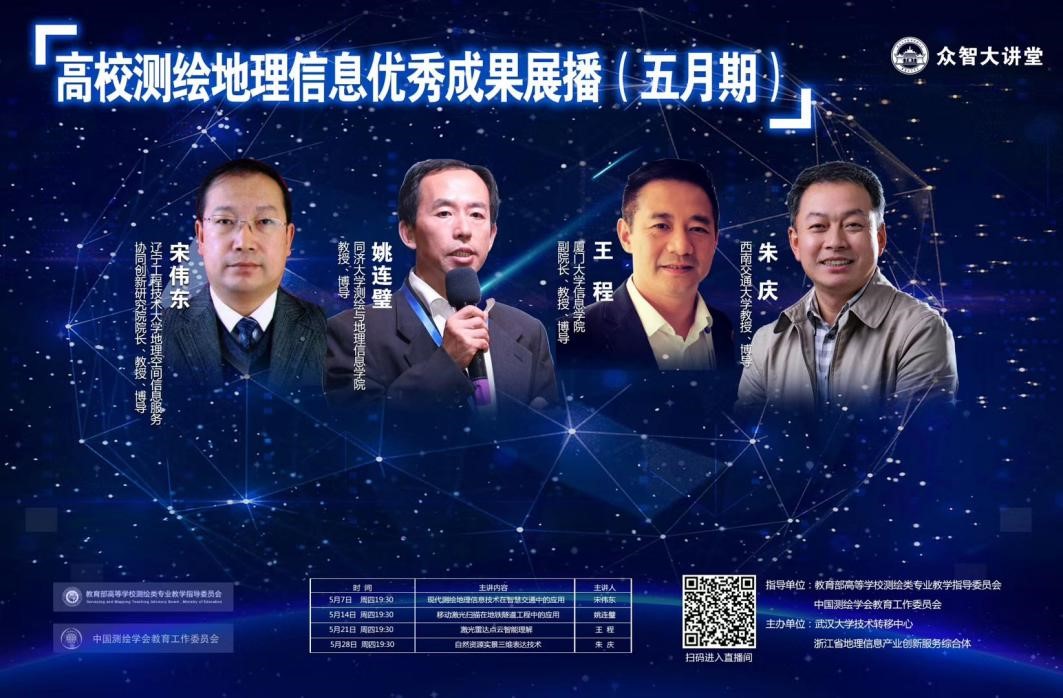 高校测绘地理信息优秀成果展播（五月期）
众智大讲堂
宋伟东
辽宁工程技术大学地理空间信息服务
协同创新研究院院长、教授、博导
姚连璧
同济大学测绘与地理信息学院
教授、博导
王 程
厦门大学信息学院
副院长、教授、博导
朱 庆
西南交通大学教授、博导
教育部高等学校测绘类专业教学指导委员会
Surveying and Mapping Teaching Advisory Board , Ministry of Education
中国测绘学会教育工作委员会
时 间 主讲内容 主讲人
5月7日 周四19:30 现代测绘地理信息技术在智慧交通中的应用 宋伟东
5月14日 周四19:30 移动激光扫描在地铁隧道工程中的应用 姚连璧
5月21日 周四19:30 激光雷达点云智能理解 王 程
5月28日 周四19:30 自然资源实景三维表达技术 朱 庆
扫码进入直播间
指导单位：教育部高等学校测绘类专业教学指导委员会
中国测绘学会教育工作委员会
主办单位：武汉大学技术转移中心
浙江省地理信息产业创新服务综合体